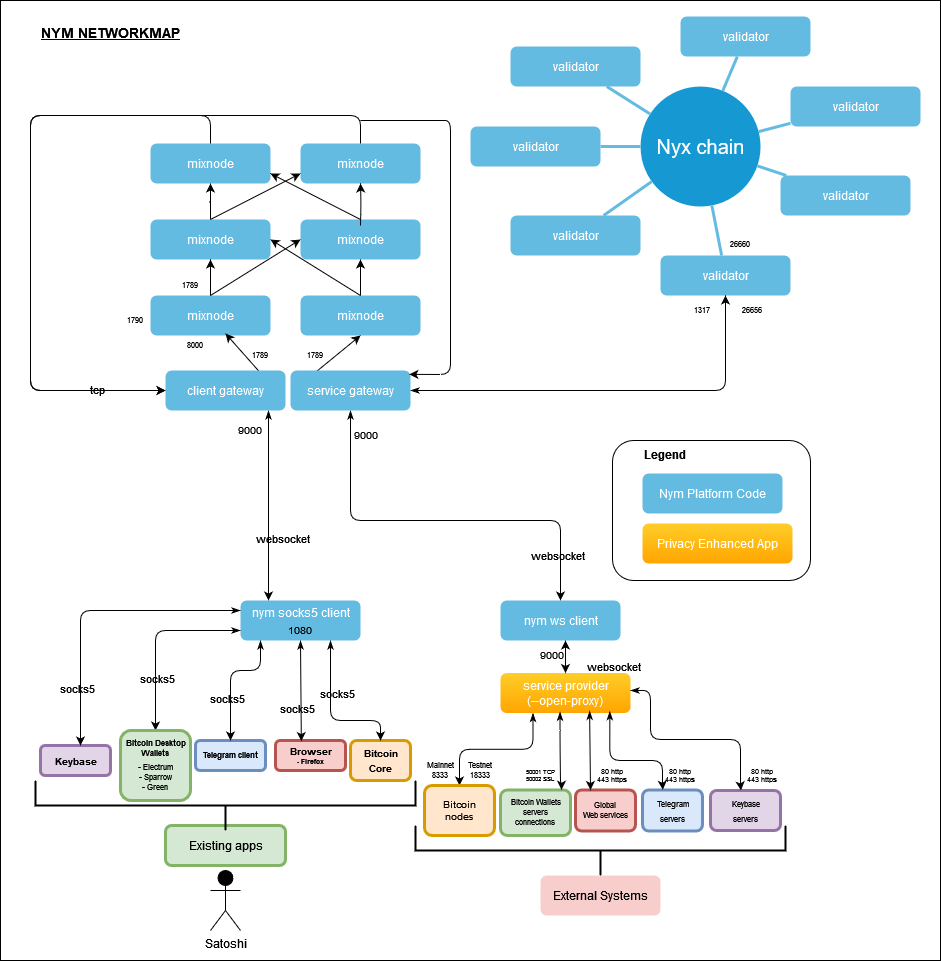 NYM NETWORKMAP
validator
validator
validator
validator
Nyx chain
validator
validator
validator
26660
validator
1317
26656
mixnode
mixnode
mixnode
mixnode
1789
mixnode
mixnode
1790
8000
1789
1789
tcp
client gateway
service gateway
9000
9000
Legend
Nym Platform Code
Privacy Enhanced App
websocket
websocket
nym socks5 client
1080
nym ws client
9000
websocket
service provider
(--open-proxy)
socks5
socks5
socks5
socks5
socks5
Keybase
Bitcoin Desktop
Wallets
- Electrum
- Sparrow
- Green
Telegram client
Browser
- Firefox
Bitcoin
Core
Mainnet
8333
Testnet
18333
50001 TCP
50002 SSL
80 http
443 https
80 http
443 https
80 http
443 https
Bitcoin
nodes
Bitcoin Wallets
servers
connections
Global
Web services
Telegram
servers
Keybase
servers
Existing apps
External Systems
Satoshi